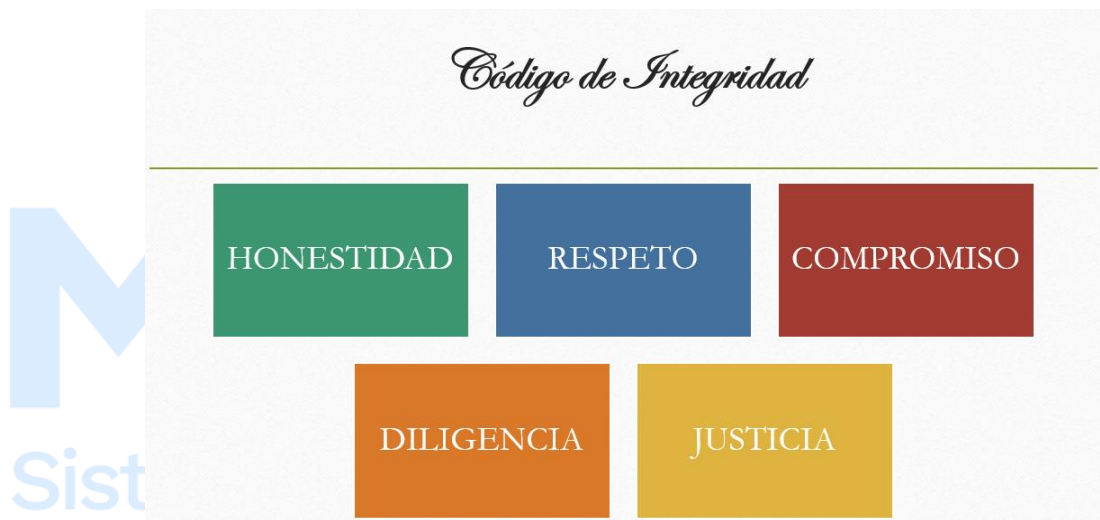 Código de Integridad
HONESTIDAD
RESPETO
COMPROMISO
DILIGENCIA
JUSTICIA